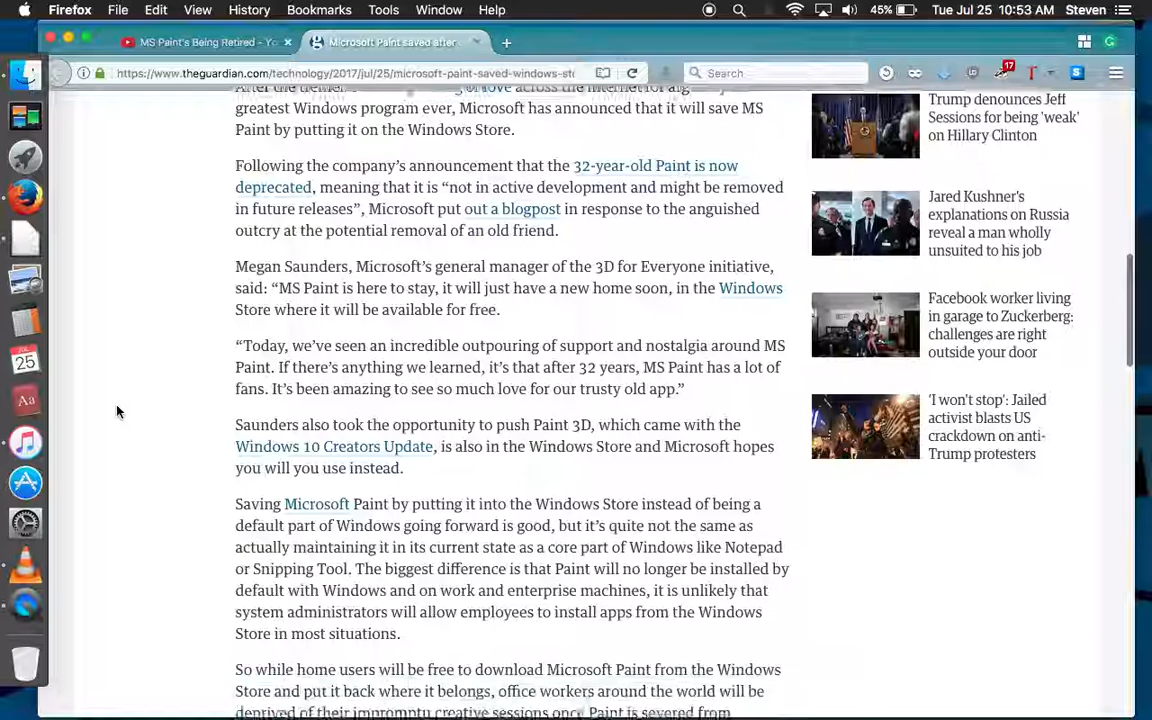 Firefox File Edit View History Bookmarks Tools Window Help 45% Tue Jul 25 10:53 AM Steven
MS Paint's Being Retired - Yo
Microsoft Paint saved after
https://www.theguardian.com/technology/2017/jul/25/microsoft-paint-saved-windows-sto
Search
17
greatest Windows program ever, Microsoft has announced that it will save MS
Paint by putting it on the Windows Store.
Following the company's announcement that the 32-year-old Paint is now
deprecated, meaning that it is “not in active development and might be removed
in future releases”, Microsoft put out a blogpost in response to the anguished
outcry at the potential removal of an old friend.
Megan Saunders, Microsoft's general manager of the 3D for Everyone initiative,
said: “MS Paint is here to stay, it will just have a new home soon, in the Windows
Store where it will be available for free.
“Today, we've seen an incredible outpouring of support and nostalgia around MS
Paint. If there's anything we learned, it's that after 32 years, MS Paint has a lot of
fans. It's been amazing to see so much love for our trusty old app.”
Saunders also took the opportunity to push Paint 3D, which came with the
Windows 10 Creators Update, is also in the Windows Store and Microsoft hopes
you will you use instead.
Saving Microsoft Paint by putting it into the Windows Store instead of being a
default part of Windows going forward is good, but it's quite not the same as
actually maintaining it in its current state as a core part of Windows like Notepad
or Snipping Tool. The biggest difference is that Paint will no longer be installed by
default with Windows and on work and enterprise machines, it is unlikely that
system administrators will allow employees to install apps from the Windows
Store in most situations.
So while home users will be free to download Microsoft Paint from the Windows
Store and put it back where it belongs, office workers around the world will be
deprived of their impromptu creative sessions once Paint is severed from
Trump denounces Jeff
Sessions for being 'weak'
on Hillary Clinton
Jared Kushner's
explanations on Russia
reveal a man wholly
unsuited to his job
Facebook worker living
in garage to Zuckerberg:
challenges are right
outside your door
'I won't stop': Jailed
activist blasts US
crackdown on anti-
Trump protesters
JUL
25
Aa